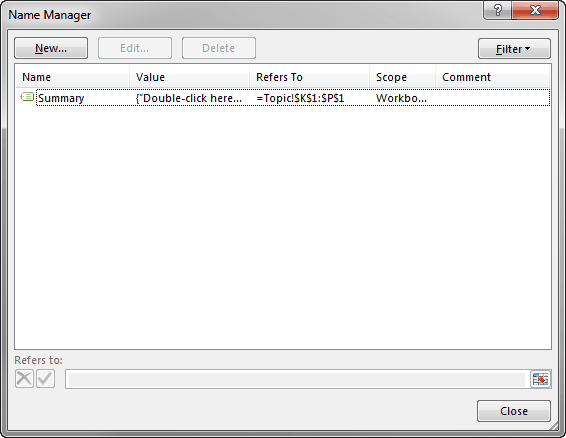 Name Manager
?
New...
Edit...
Delete
Filter
Name Value Refers To Scope Comment
Summary {"Double-click here... =Topic!$K$1:$P$1 Workbo...
Refers to:
Close